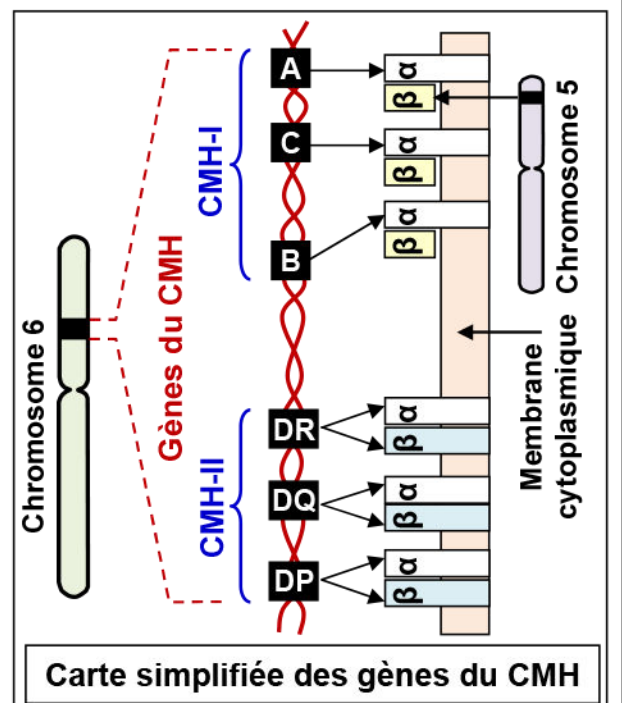 Chromosome 6
Gènes du CMH
CMH-I
CMH-II
A
C
B
DR
DQ
DP
α
β
α
β
α
β
α
β
α
β
α
β
Chromosome 5
Membrane
cytoplasmique
Carte simplifiée des gènes du CMH